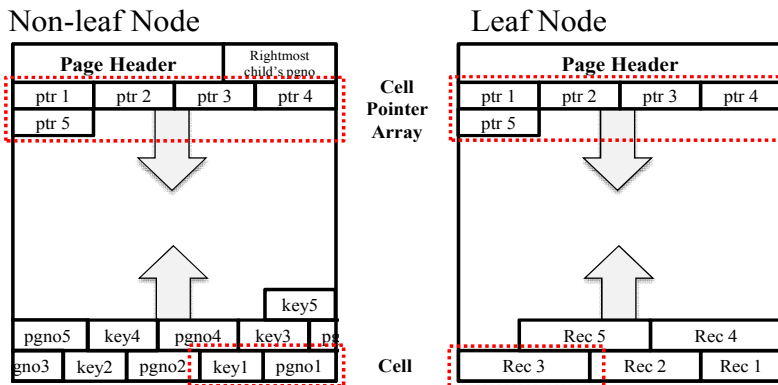 Non-leaf Node
Leaf Node
Page Header
Rightmost
child's pgno
Page Header
ptr 1 ptr 2 ptr 3 ptr 4
ptr 5
Cell
Pointer
Array
ptr 1 ptr 2 ptr 3 ptr 4
ptr 5
key5
pgno5 key4 pgno4 key3 pg
gno3 key2 pgno2 key1 pgno1
Cell
Rec 5 Rec 4
Rec 3 Rec 2 Rec 1